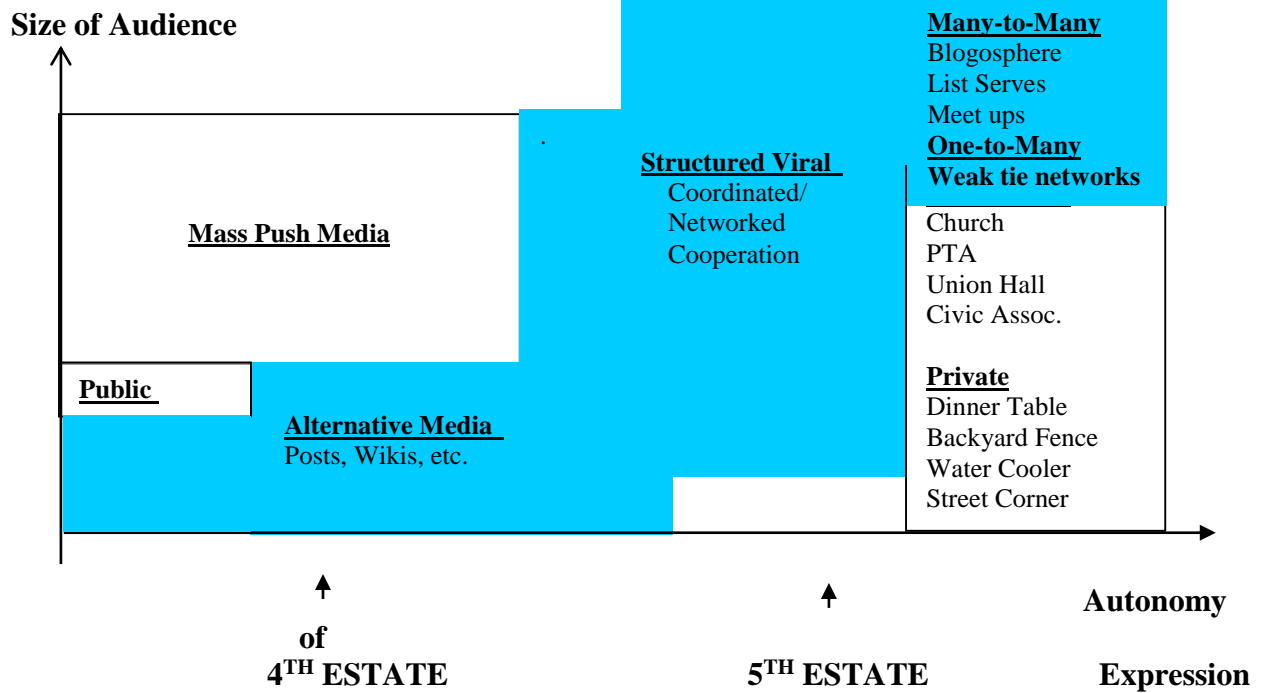 Size of Audience
Many-to-Many
Blogosphere
List Serves
Meet ups
One-to-Many
Weak tie networks
.
Structured Viral
Coordinated/
Networked
Cooperation
Mass Push Media
Church
PTA
Union Hall
Civic Assoc.
Public
Alternative Media
Posts, Wikis, etc.
Private
Dinner Table
Backyard Fence
Water Cooler
Street Corner
Autonomy
of
4TH ESTATE
5TH ESTATE
Expression